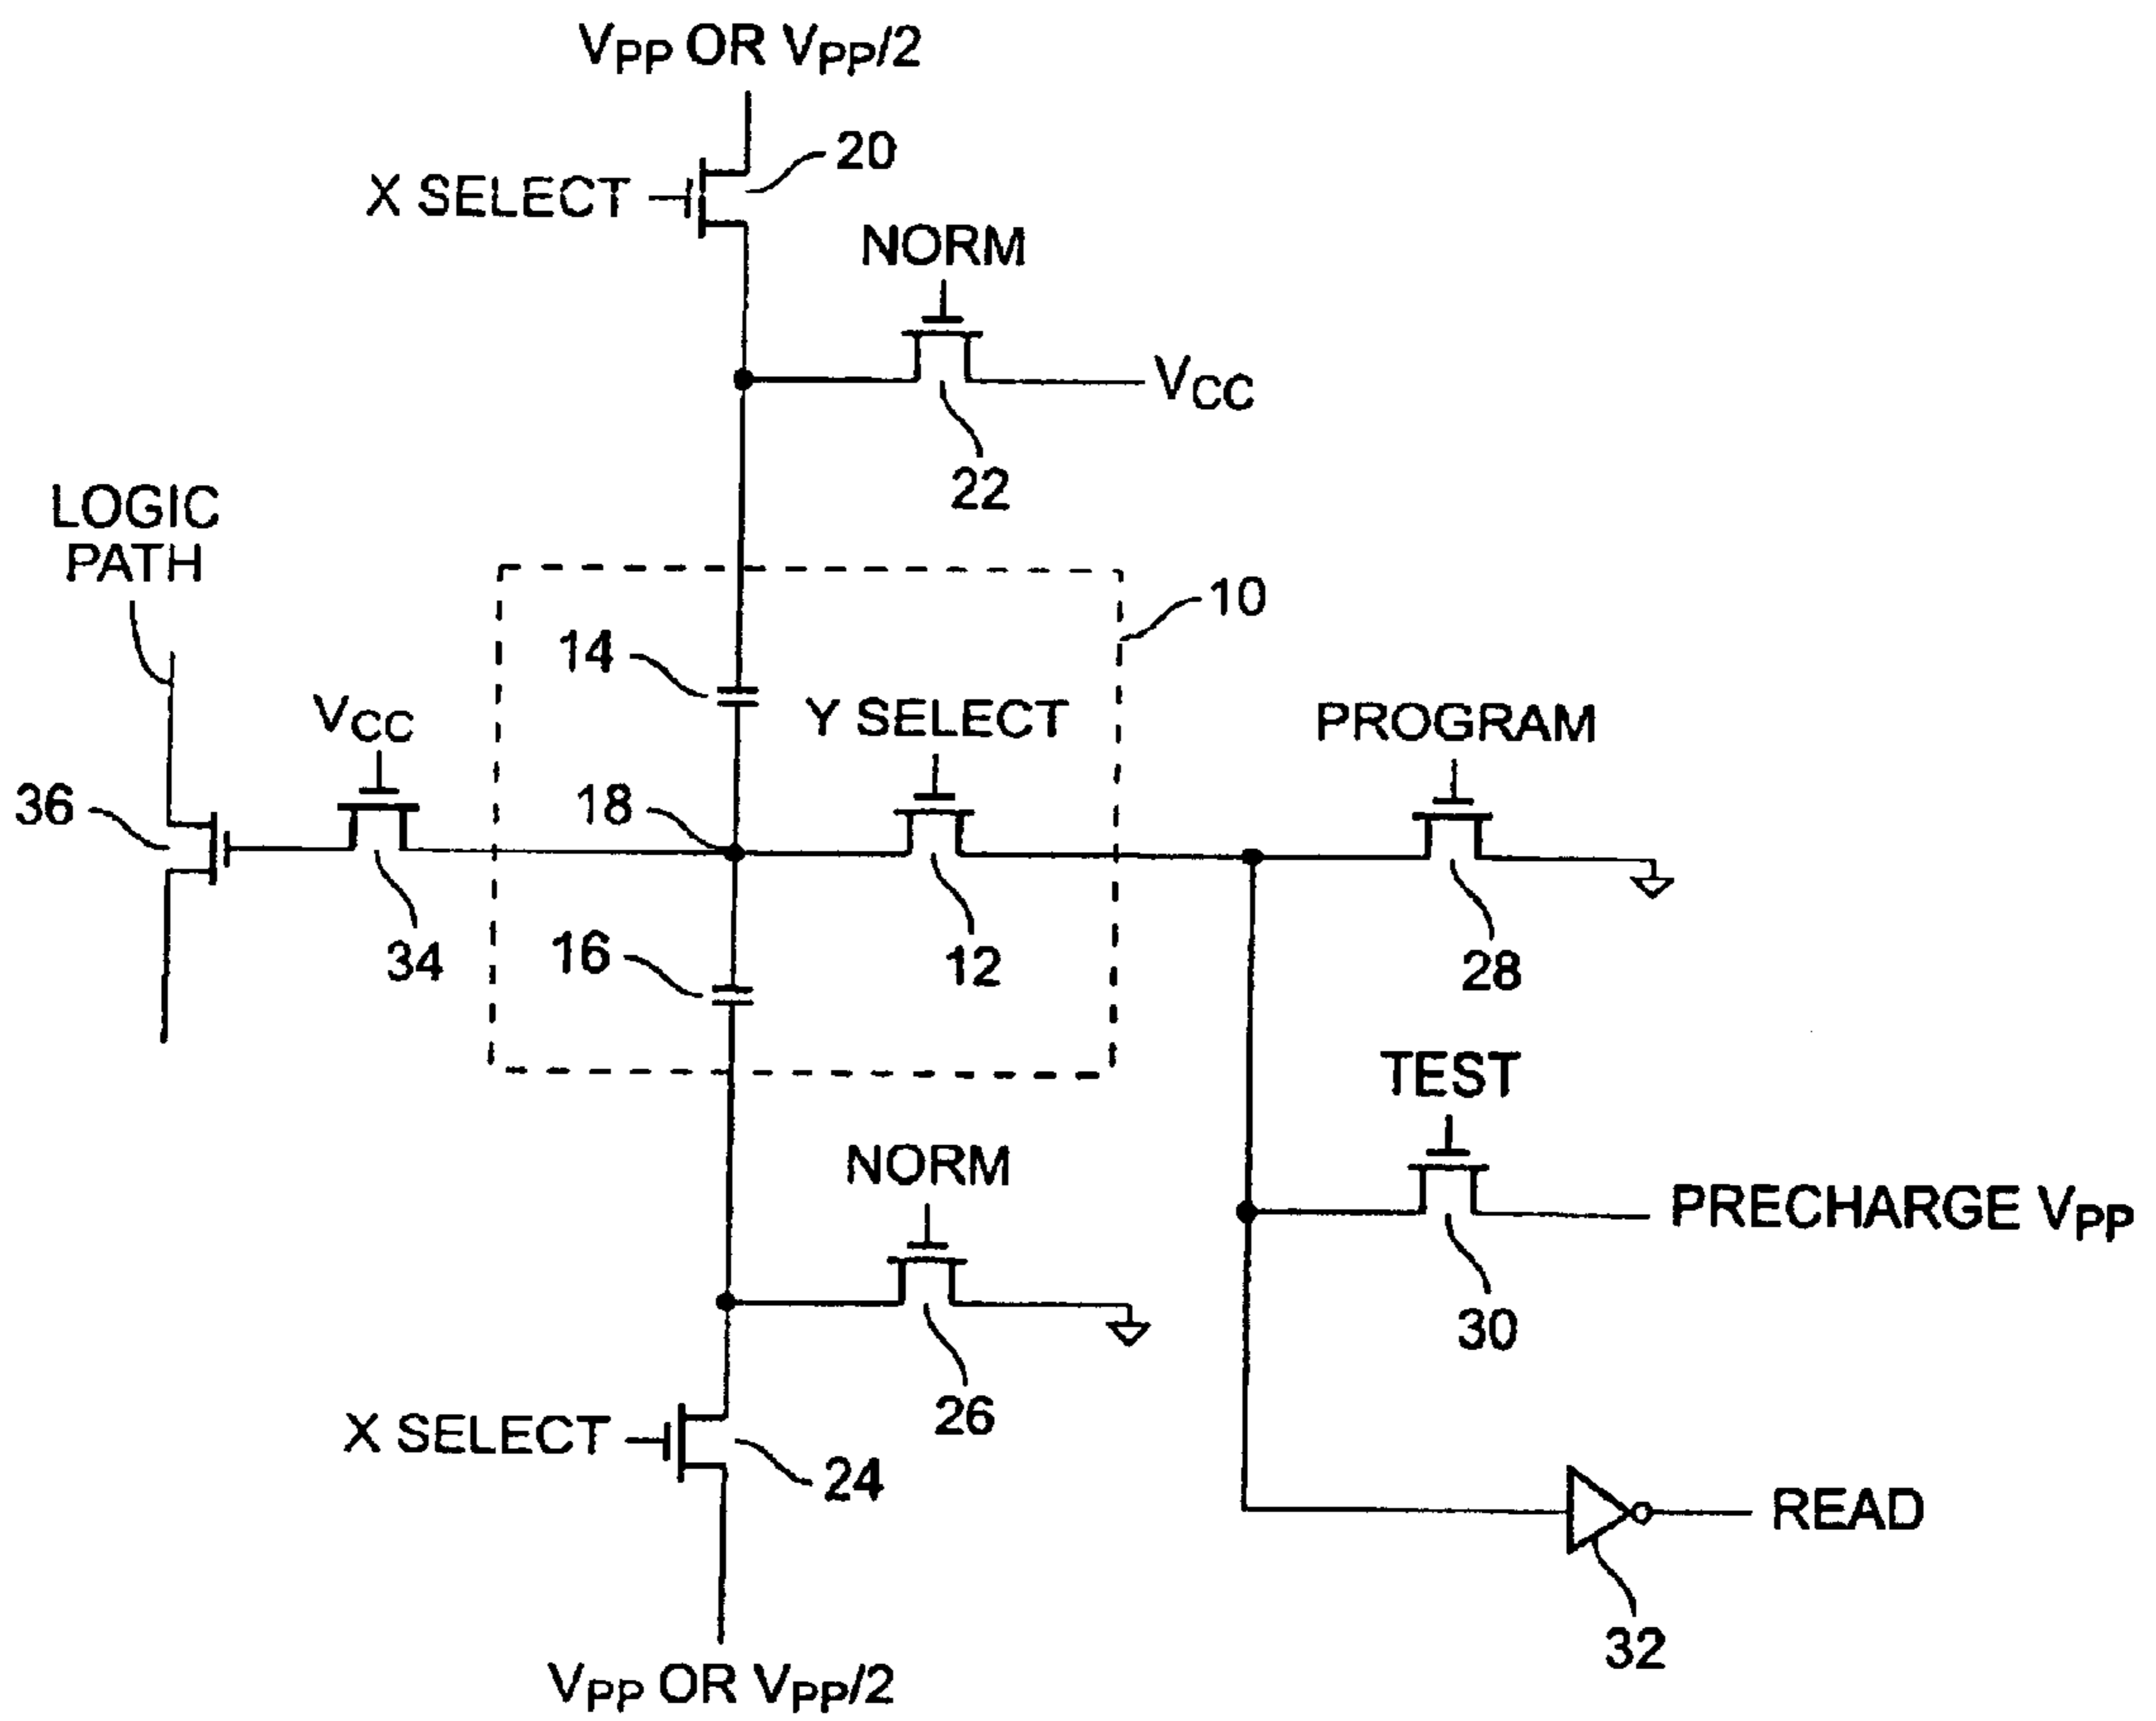 VPP OR VPP/2
20
X SELECT
NORM
VCC
22
LOGIC
PATH
10
14
VCC
Y SELECT
PROGRAM
36
18
34
16
12
28
TEST
NORM
PRECHARGE VPP
30
26
X SELECT
24
READ
32
VPP OR VPP/2